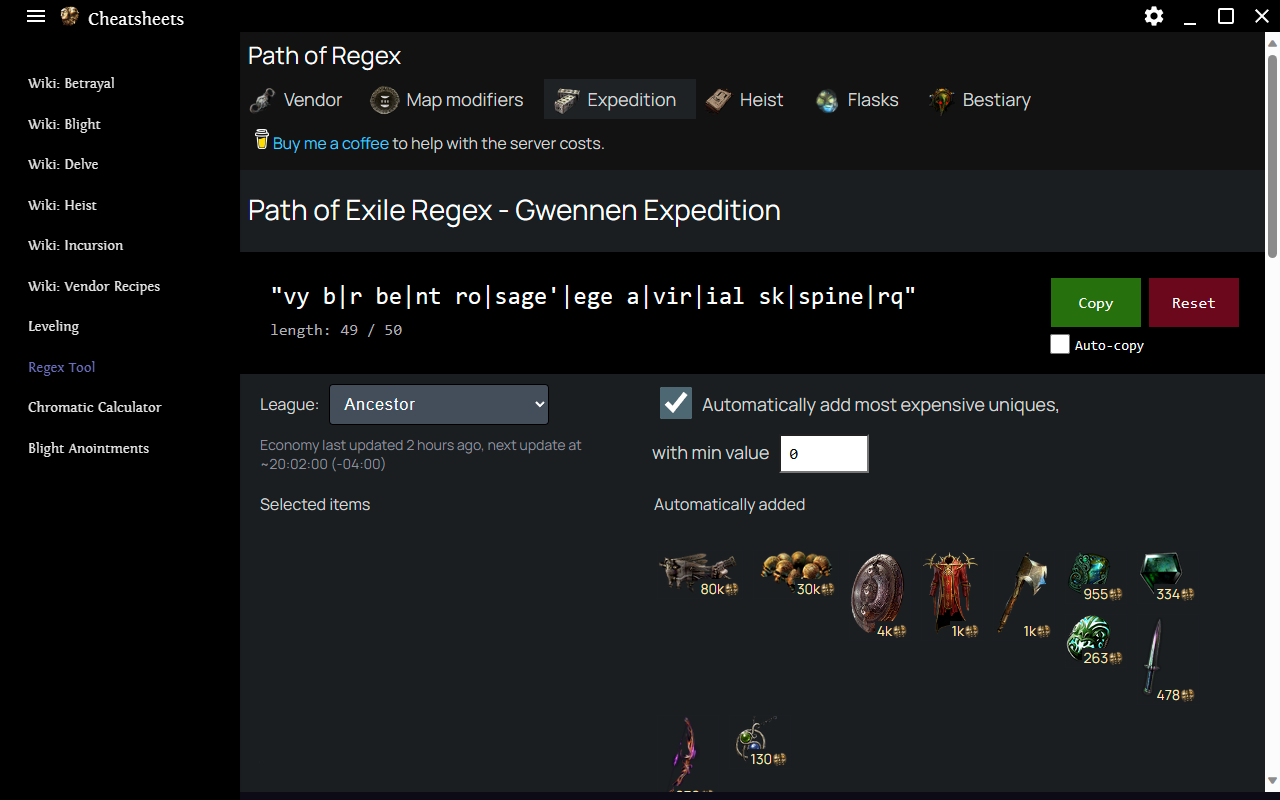 Cheatsheets
Wiki: Betrayal
Wiki: Blight
Wiki: Delve
Wiki: Heist
Wiki: Incursion
Wiki: Vendor Recipes
Leveling
Regex Tool
Chromatic Calculator
Blight Anointments
Path of Regex
Vendor Map modifiers Expedition Heist Flasks Bestiary
Buy me a coffee to help with the server costs.
Path of Exile Regex - Gwennen Expedition
"vy b|r be|nt ro|sage'|ege a|vir|ial sk|spine|rq"
length: 49 / 50
Copy Reset
Auto-copy
League: Ancestor
Economy last updated 2 hours ago, next update at
~20:02:00 (-04:00)
Automatically add most expensive uniques,
with min value 0
Selected items
Automatically added
80k 30k 4k 1k 1k 955 334
263 478
130